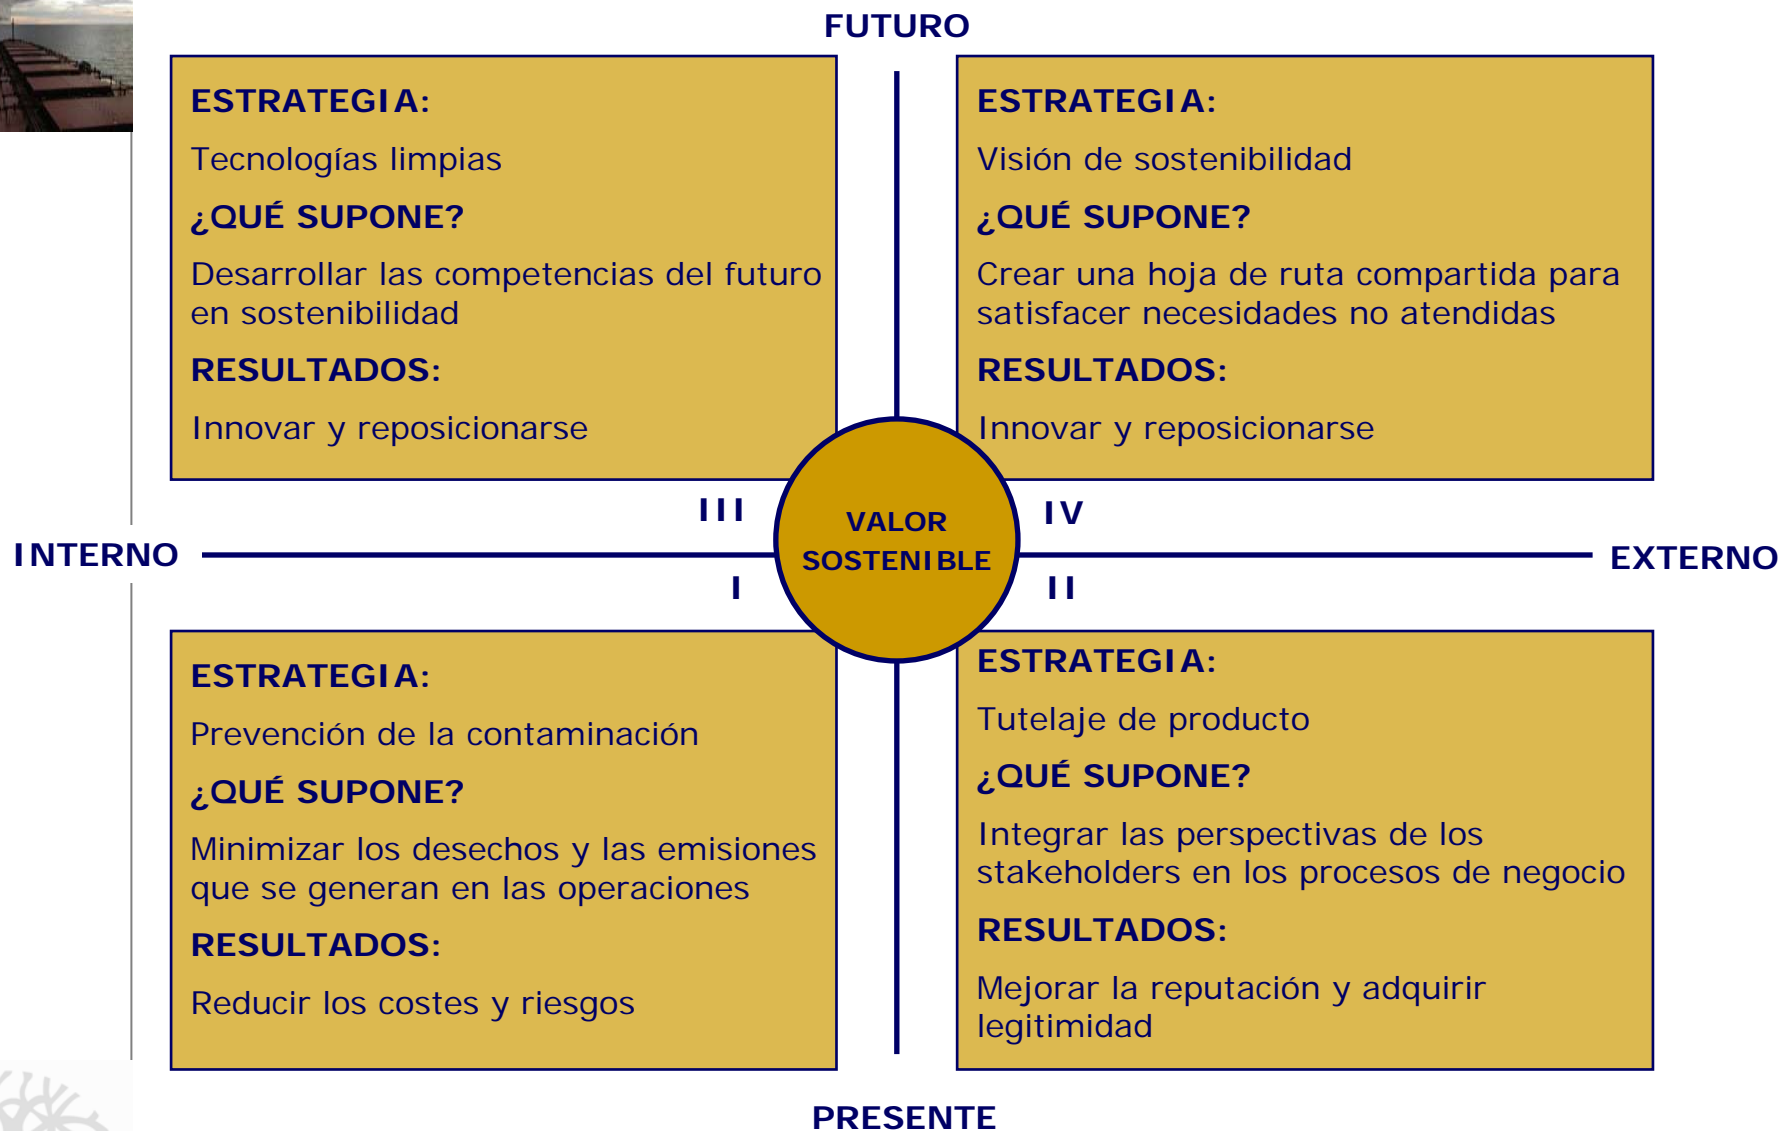 FUTURO
ESTRATEGIA:
Tecnologías limpias
¿QUÉ SUPONE?
Desarrollar las competencias del futuro
en sostenibilidad
RESULTADOS:
Innovar y reposicionarse
ESTRATEGIA:
Visión de sostenibilidad
¿QUÉ SUPONE?
Crear una hoja de ruta compartida para
satisfacer necesidades no atendidas
RESULTADOS:
Innovar y reposicionarse
III
IV
INTERNO
VALOR
SOSTENIBLE
EXTERNO
I
II
ESTRATEGIA:
Prevención de la contaminación
¿QUÉ SUPONE?
Minimizar los desechos y las emisiones
que se generan en las operaciones
RESULTADOS:
Reducir los costes y riesgos
ESTRATEGIA:
Tutelaje de producto
¿QUÉ SUPONE?
Integrar las perspectivas de los
stakeholders en los procesos de negocio
RESULTADOS:
Mejorar la reputación y adquirir
legitimidad
PRESENTE